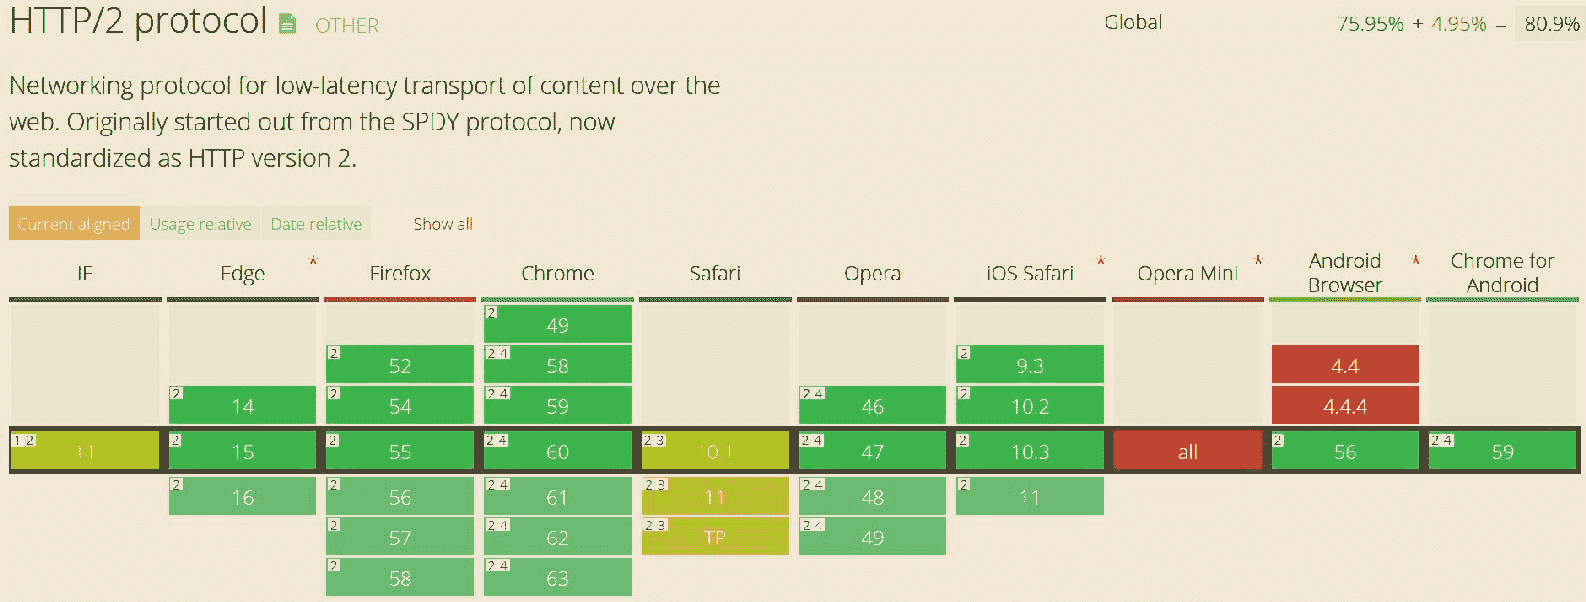 HTTP/2 protocol OTHER Global 75.95% + 4.95% = 80.9%
Networking protocol for low-latency transport of content over the
web. Originally started out from the SPDY protocol, now
standardized as HTTP version 2.
Current aligned Usage relative Date relative Show all
IE Edge * Firefox Chrome Safari Opera iOS Safari * Opera Mini * Android Browser * Chrome for Android
2 49
2 52 2 4 58 2 9.3 4.4
2 14 2 54 2 4 59 2 4 46 2 10.2 4.4.4
1 2 11 2 15 2 55 2 4 60 2 3 10.1 2 4 47 2 10.3 all 2 56 2 4 59
2 16 2 56 2 4 61 2 3 11 2 4 48 2 11
2 57 2 4 62 2 3 TP 2 4 49
2 58 2 4 63